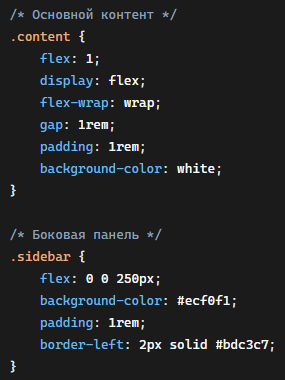 /* Основной контент */
.content {
    flex: 1;
    display: flex;
    flex-wrap: wrap;
    gap: 1rem;
    padding: 1rem;
    background-color: white;
}

/* Боковая панель */
.sidebar {
    flex: 0 0 250px;
    background-color: #ecf0f1;
    padding: 1rem;
    border-left: 2px solid #bdc3c7;
}